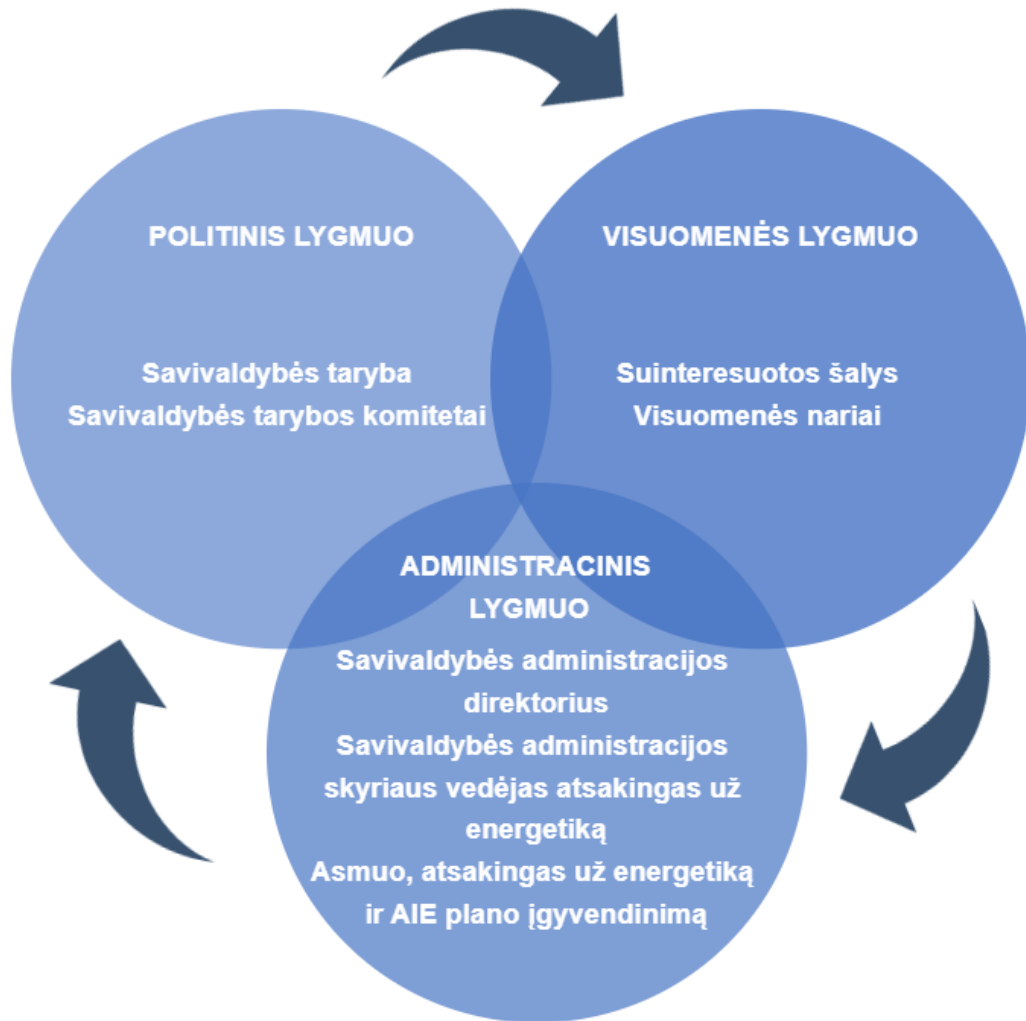 POLITINIS LYGMUO
Savivaldybės taryba
Savivaldybės tarybos komitetai
VISUOMENĖS LYGMUO
Suinteresuotos šalys
Visuomenės nariai
ADMINISTRACINIS
LYGMUO
Savivaldybės administracijos
direktorius
Savivaldybės administracijos
skyriaus vedėjas atsakingas už
energetiką
Asmuo, atsakingas už energetiką
ir AIE plano įgyvendinimą